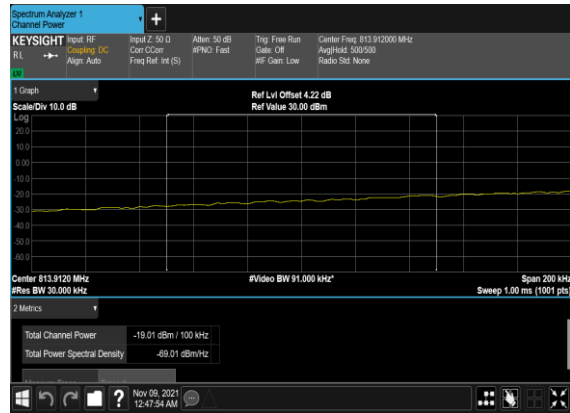 Spectrum Analyzer 1
Channel Power
KEYSIGHT
R L
Input: RF
Coupling: DC
Align: Auto
Input Z: 50 Ω
Corr CCorr
Freq Ref: Int (S)
Atten: 50 dB
#PNO: Fast
Trig: Free Run
Gate: Off
#IF Gain: Low
Center Freq: 813.912000 MHz
Avg|Hold: 500/500
Radio Std: None
1 Graph
Scale/Div 10.0 dB
Ref Lvl Offset 4.22 dB
Ref Value 30.00 dBm
Log
20.0
10.0
0.00
-10.0
-20.0
-30.0
-40.0
-50.0
-60.0
Center 813.9120 MHz
#Video BW 91.000 kHz*
Span 200 kHz
#Res BW 30.000 kHz
Sweep 1.00 ms (1001 pts)
2 Metrics
Total Channel Power
-19.01 dBm / 100 kHz
Total Power Spectral Density
-69.01 dBm/Hz
?
Nov 09, 2021
12:47:54 AM